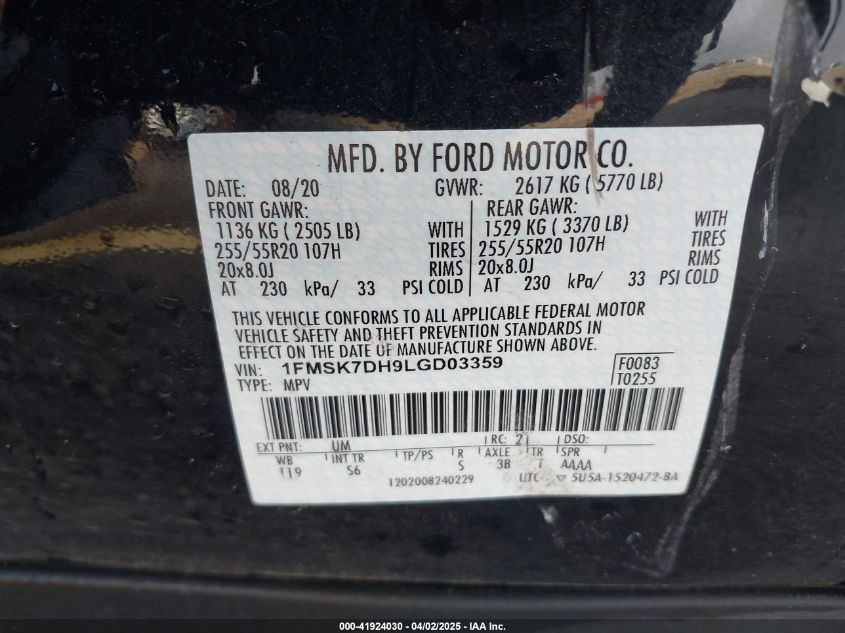 MFD. BY FORD MOTOR CO.
DATE: 08/20 GVWR: 2617 KG ( 5770 LB)
FRONT GAWR: REAR GAWR:
1136 KG ( 2505 LB) WITH 1529 KG ( 3370 LB) WITH
255/55R20 107H TIRES 255/55R20 107H TIRES
20x8.0J RIMS 20x8.0J RIMS
AT 230 kPa/ 33 PSI COLD AT 230 kPa/ 33 PSI COLD
THIS VEHICLE CONFORMS TO ALL APPLICABLE FEDERAL MOTOR
VEHICLE SAFETY AND THEFT PREVENTION STANDARDS IN
EFFECT ON THE DATE OF MANUFACTURE SHOWN ABOVE.
VIN: 1FMSK7DH9LGD03359 F0083
TYPE: MPV T0255
EXT PNT: UM RC: 2 DSO:
WB INT TR TP/PS R AXLE TR SPR
119 S6 S 3B T AAAA
1202008240229 UTC ▽ 5U5A-1520472-BA
000-41924030 - 04/02/2025 - IAA Inc.